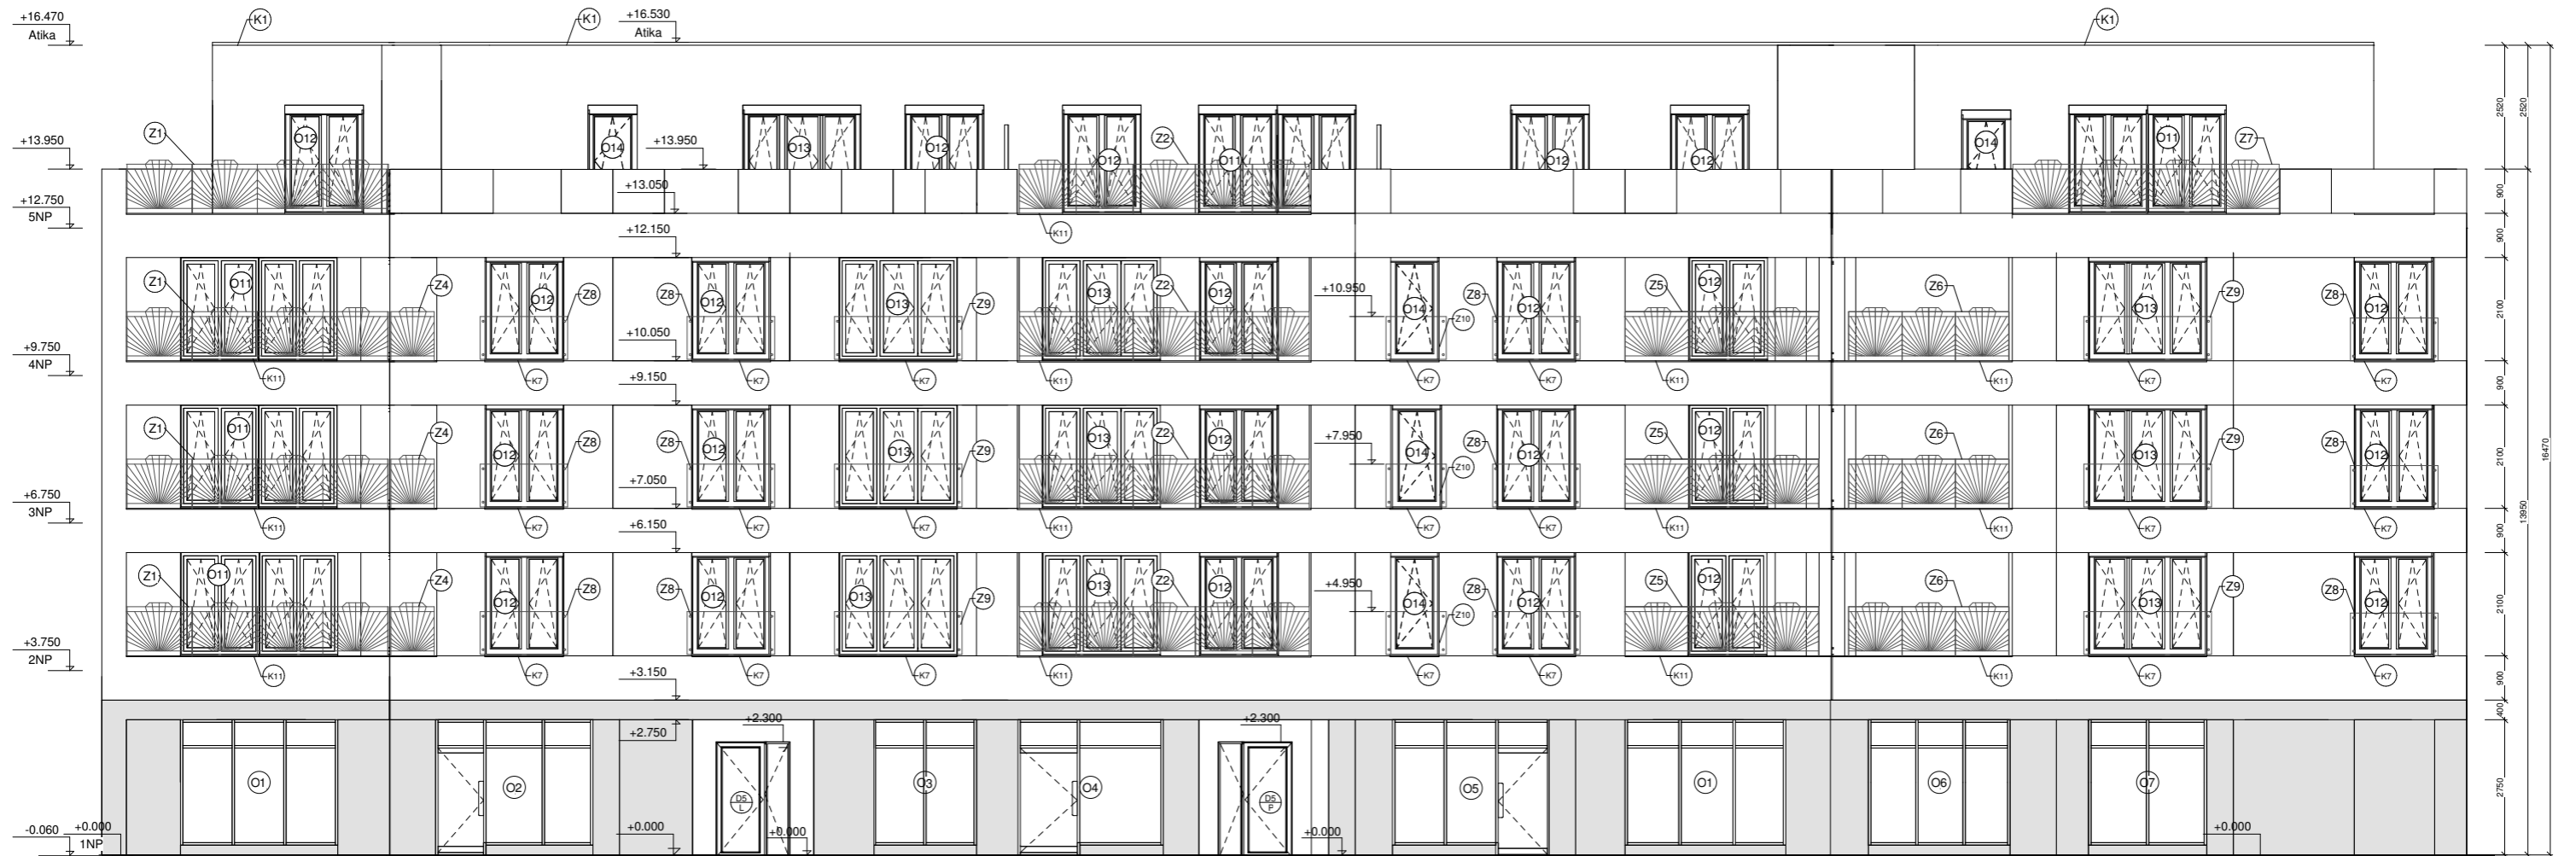 +16.470
Atika
K1
K1
+16.530
Atika
K1
Z1
O12
O14
+13.950
O13
O12
O12
Z2
O11
O12
O12
O14
O11
Z7
+13.950
+13.050
+12.750
5NP
K11
+12.150
Z1
O11
Z4
O12
Z8
Z8
O12
O13
Z9
O13
Z2
O12
+10.950
O14
Z10
Z8
O12
Z5
O12
Z6
O13
Z9
Z8
O12
+10.050
+9.750
4NP
K11
K7
K7
K7
K11
K7
K7
K11
K11
K7
K7
+9.150
Z1
O11
Z4
O12
Z8
Z8
O12
O13
Z9
O13
Z2
O12
+7.950
O14
Z10
Z8
O12
Z5
O12
Z6
O13
Z9
Z8
O12
+7.050
+6.750
3NP
K11
K7
K7
K7
K11
K7
K7
K11
K11
K7
K7
+6.150
Z1
O11
Z4
O12
Z8
Z8
O12
O13
Z9
O13
Z2
O12
+4.950
O14
Z10
Z8
O12
Z5
O12
Z6
O13
Z9
Z8
O12
+3.750
2NP
K11
K7
K7
K7
K11
K7
K7
K11
K11
K7
K7
+3.150
+2.750
+2.300
+2.300
O1
O2
D5
L
O3
O4
D5
P
O5
O1
O6
O7
-0.060
+0.000
1NP
+0.000
+0.000
+0.000
+0.000
2520
900
900
2100
900
2100
900
2100
900
400
2750
2520
13950
16470